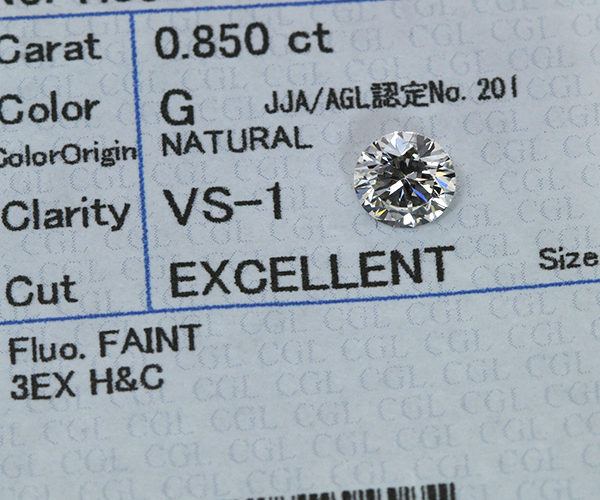 Carat 0.850 ct
Color G JJA/AGL認定No. 201
ColorOrigin NATURAL
Clarity VS-1
Cut EXCELLENT Size
Fluo. FAINT
3EX H&C